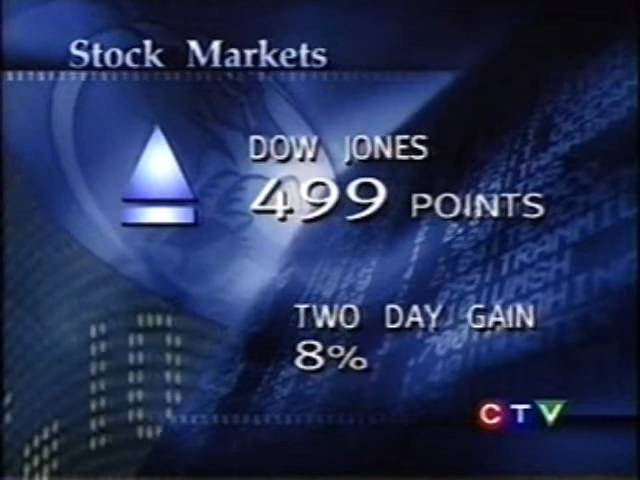 Stock Markets
DOW JONES
499 POINTS
TWO DAY GAIN
8%
CTV